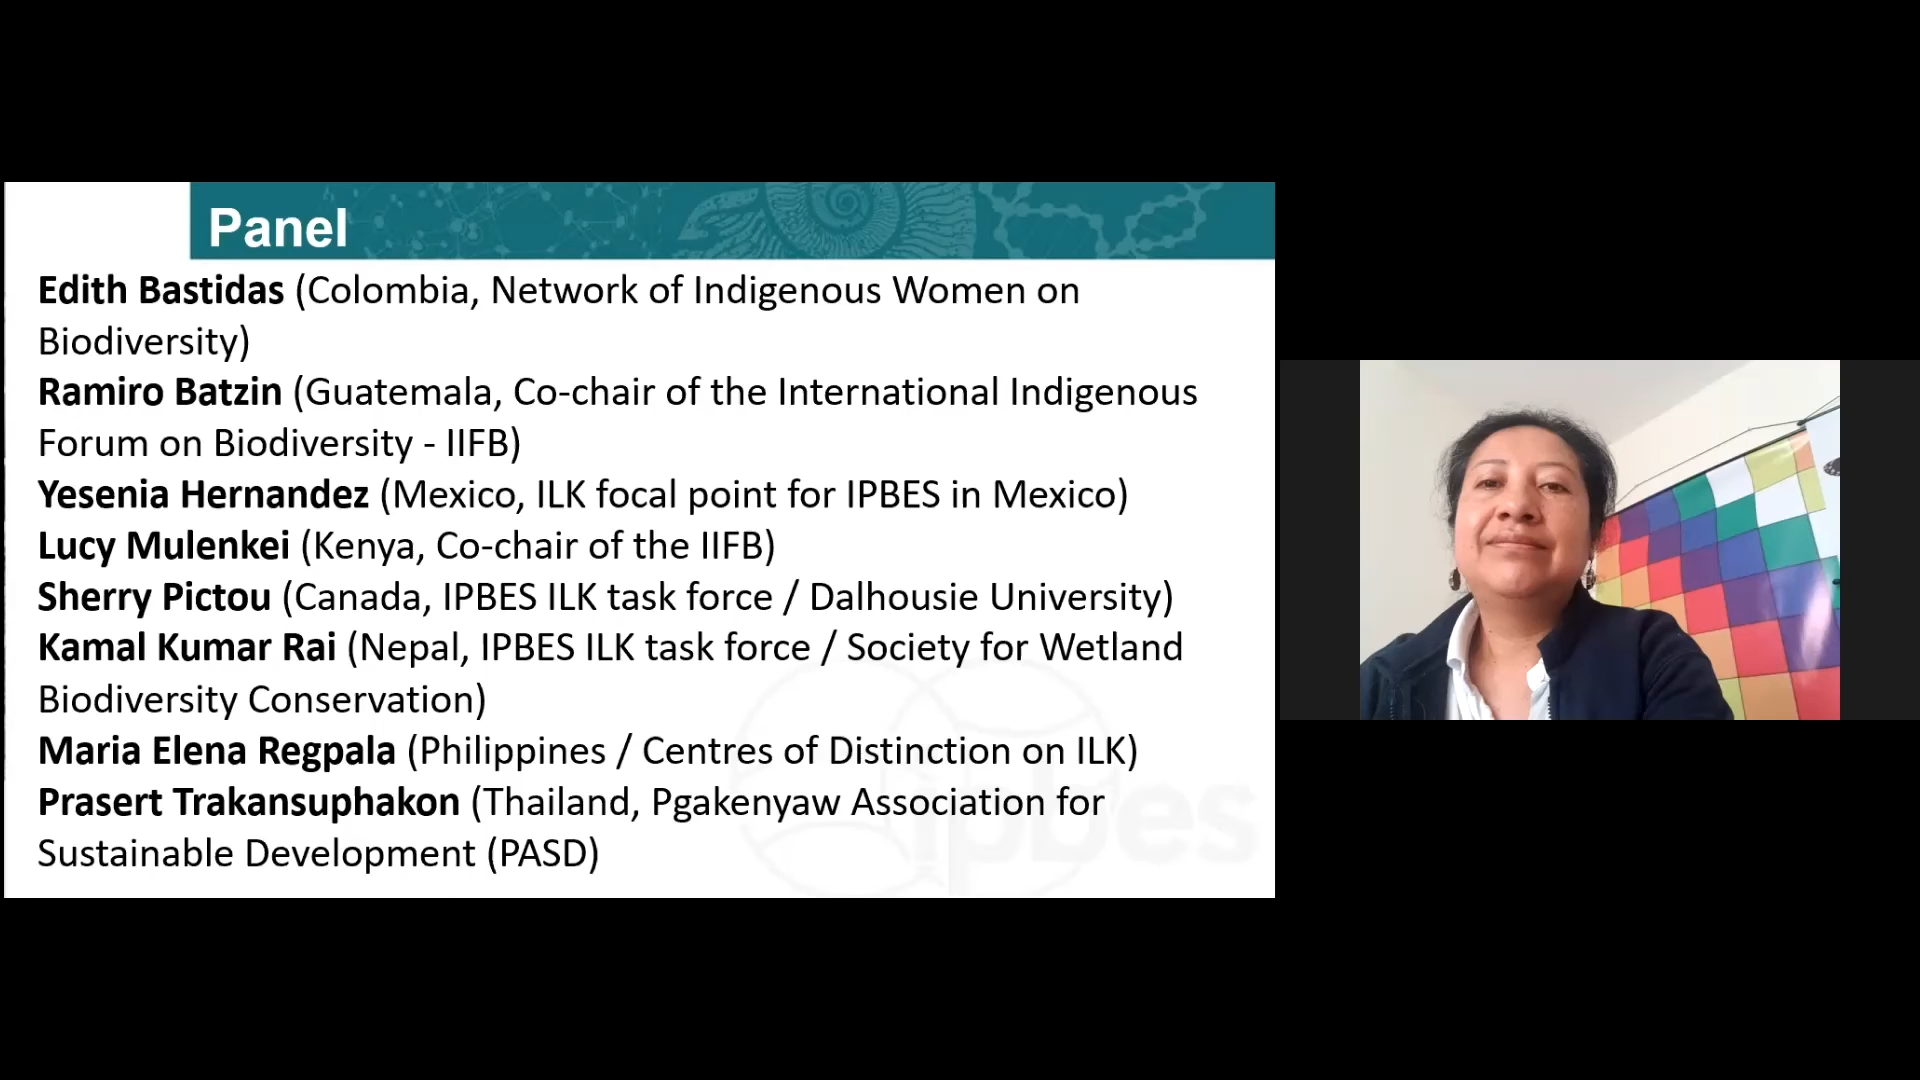 Panel
Edith Bastidas (Colombia, Network of Indigenous Women on
Biodiversity)
Ramiro Batzin (Guatemala, Co-chair of the International Indigenous
Forum on Biodiversity - IIFB)
Yesenia Hernandez (Mexico, ILK focal point for IPBES in Mexico)
Lucy Mulenkei (Kenya, Co-chair of the IIFB)
Sherry Pictou (Canada, IPBES ILK task force / Dalhousie University)
Kamal Kumar Rai (Nepal, IPBES ILK task force / Society for Wetland
Biodiversity Conservation)
Maria Elena Regpala (Philippines / Centres of Distinction on ILK)
Prasert Trakansuphakon (Thailand, Pgakenyaw Association for
Sustainable Development (PASD)
ipbes